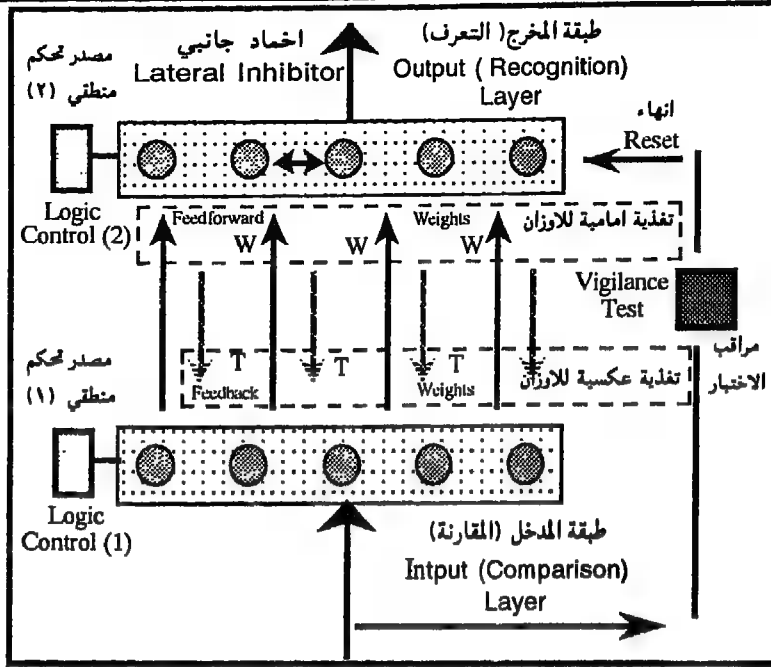 مصدر تحكم
منطقي (٢)
اخماد جانبي
Lateral Inhibitor
طبقة المخرج( التعرف)
Output ( Recognition)
Layer
انهاء
Reset
Logic
Control (2)
Feedforward
Weights
تغذية امامية للاوزان
W
W
W
Vigilance
Test
مراقب
الاختبار
مصدر تحكم
منطقي (١)
T
T
T
Feedback
Weights
تغذية عكسية للاوزان
Logic
Control (1)
طبقة المدخل (المقارنة)
Intput (Comparison)
Layer